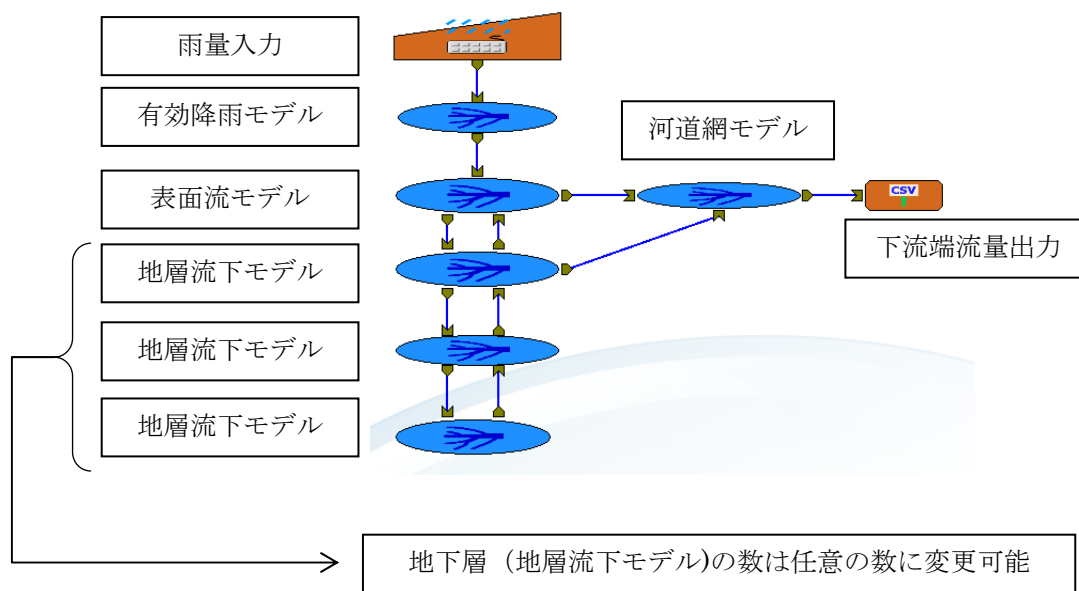 雨量入力
有効降雨モデル
河道網モデル
表面流モデル
CSV
下流端流量出力
地層流下モデル
地層流下モデル
地層流下モデル
地下層（地層流下モデル)の数は任意の数に変更可能